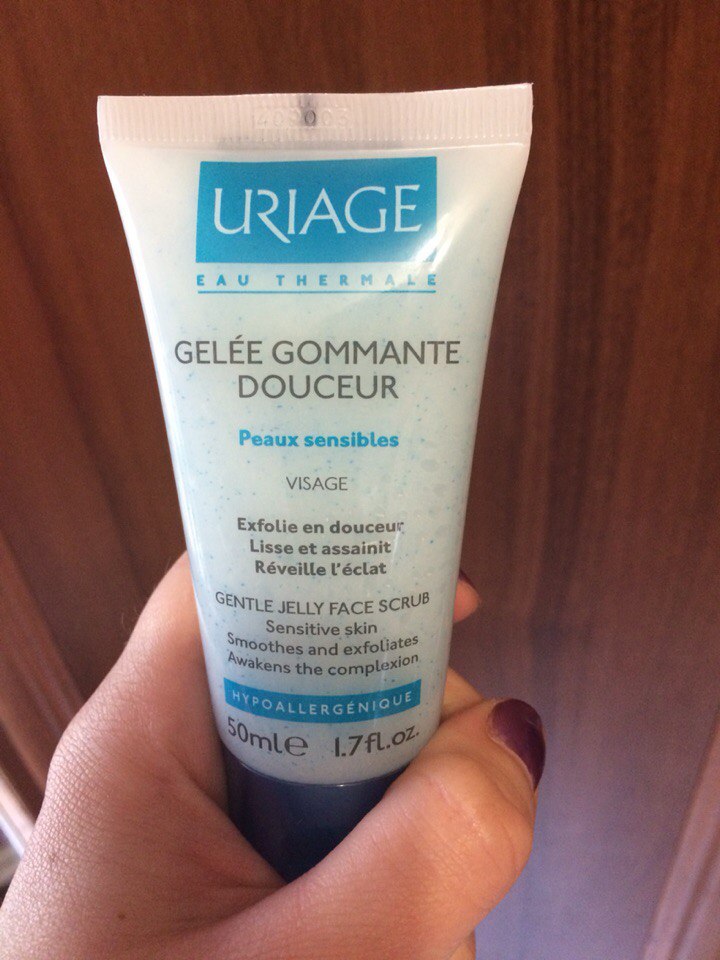 URIAGE
EAU THERMALE
GELÉE GOMMANTE
DOUCEUR
Peaux sensibles
VISAGE
Exfolie en douceur
Lisse et assainit
Réveille l'éclat
GENTLE JELLY FACE SCRUB
Sensitive skin
Smoothes and exfoliates
Awakens the complexion
HYPOALLERGÉNIQUE
50ml℮ 1.7fl.oz.